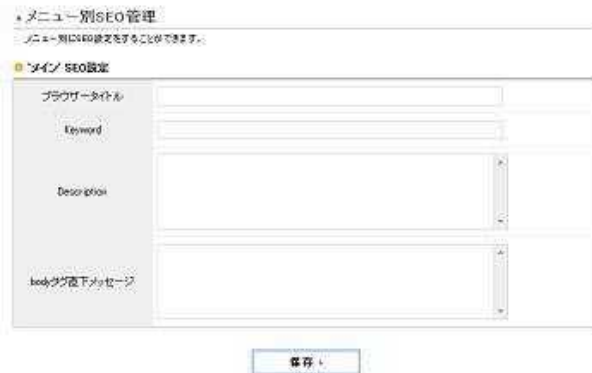 メニュー別SEO管理
メニュー別にSEO設定をすることができます。
'メイン' SEO設定
ブラウザータイトル
Keyword
Description
bodyタグ直下メッセージ
保存